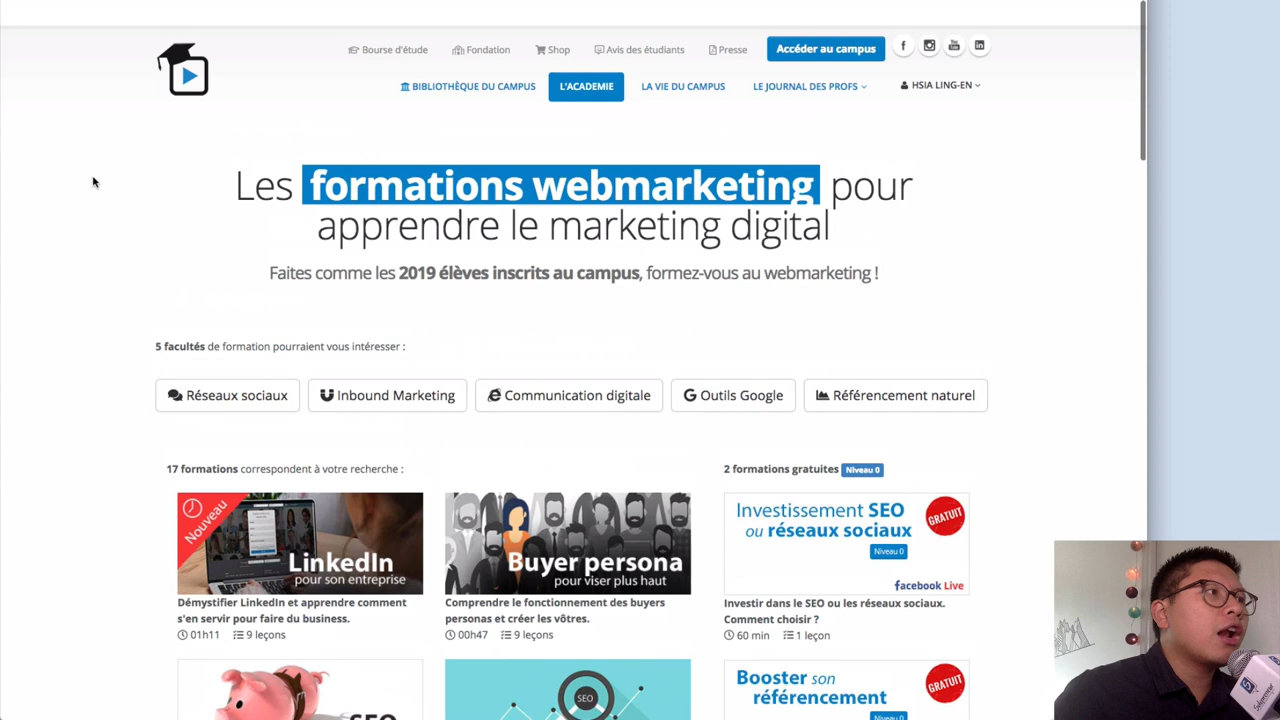 Bourse d'étude Fondation Shop Avis des étudiants Presse Accéder au campus
BIBLIOTHÈQUE DU CAMPUS L'ACADEMIE LA VIE DU CAMPUS LE JOURNAL DES PROFS HSIA LING-EN
Les formations webmarketing pour
apprendre le marketing digital
Faites comme les 2019 élèves inscrits au campus, formez-vous au webmarketing !
5 facultés de formation pourraient vous intéresser :
Réseaux sociaux Inbound Marketing Communication digitale Outils Google Référencement naturel
17 formations correspondent à votre recherche :
2 formations gratuites Niveau 0
Nouveau
LinkedIn
pour son entreprise
Démystifier LinkedIn et apprendre comment
s'en servir pour faire du business.
01h11 9 leçons
Buyer persona
pour viser plus haut
Comprendre le fonctionnement des buyers
personas et créer les vôtres.
00h47 9 leçons
Investissement SEO
ou réseaux sociaux
GRATUIT
Niveau 0
facebook Live
Investir dans le SEO ou les réseaux sociaux.
Comment choisir ?
60 min 1 leçon
SEO
SEO
Booster son
référencement
GRATUIT
Niveau 0